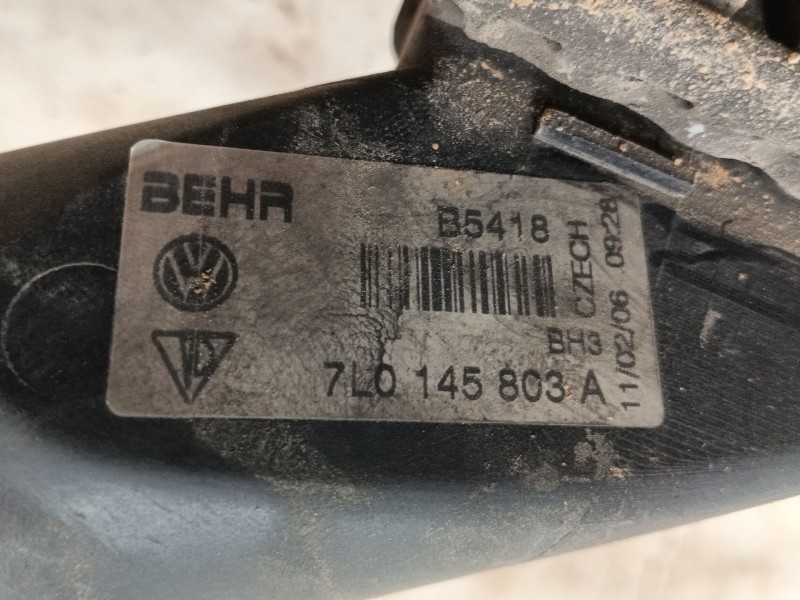 BEHR
B5418
BH3
7L0 145 803 A
CZECH
11/02/06 09:28